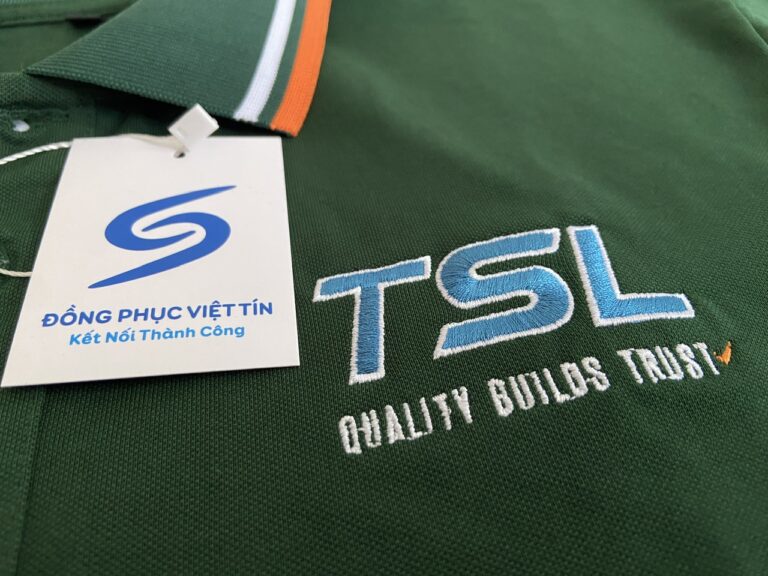 ĐỒNG PHỤC VIỆT TÍN
Kết Nối Thành Công
TSL
QUALITY BUILDS TRUST